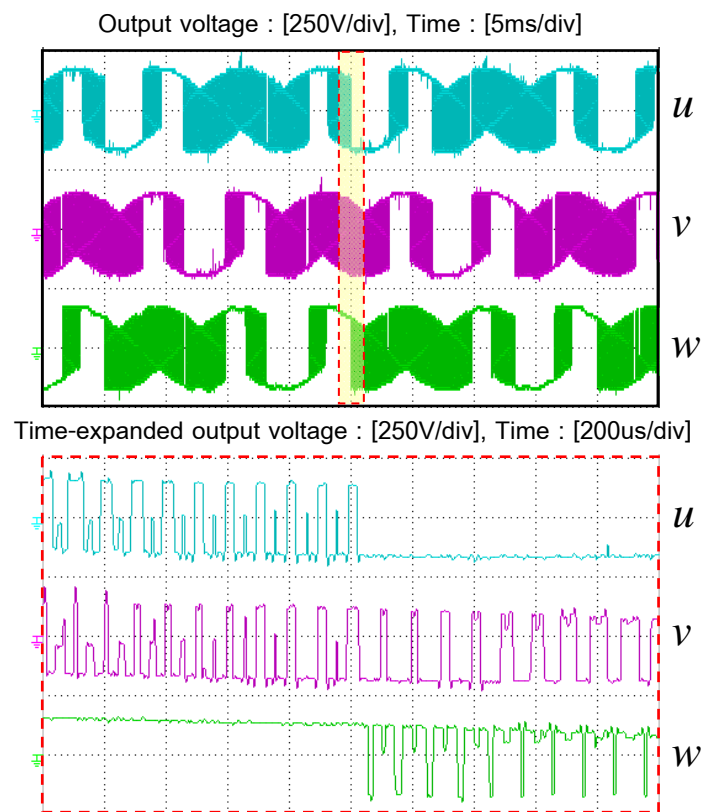 Output voltage : [250V/div], Time : [5ms/div]
u
v
w
Time-expanded output voltage : [250V/div], Time : [200us/div]
u
v
w